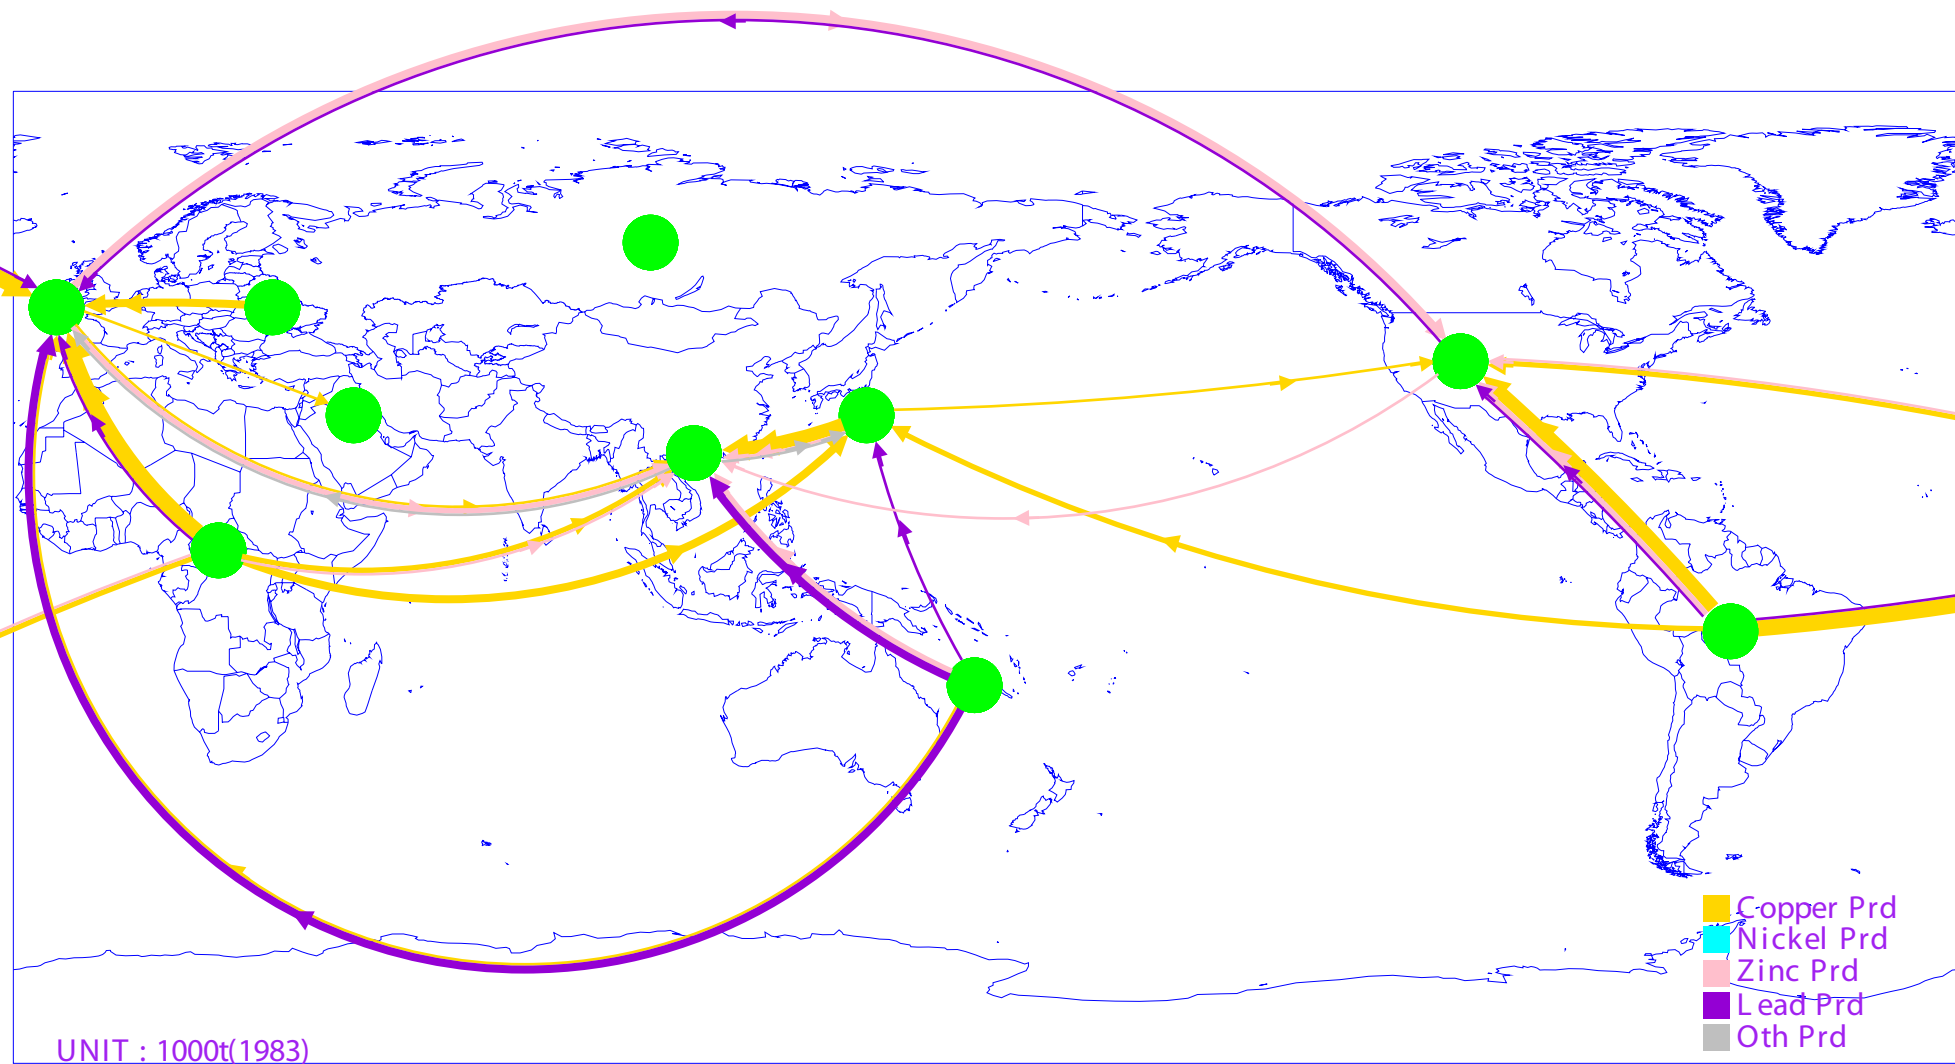 Copper Prd
Nickel Prd
Zinc Prd
Lead Prd
Oth Prd
UNIT : 1000t(1983)